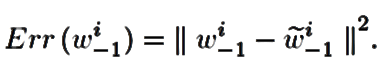 Err(w^i_{-1}) = ‖ w^i_{-1} − w̃^i_{-1} ‖².